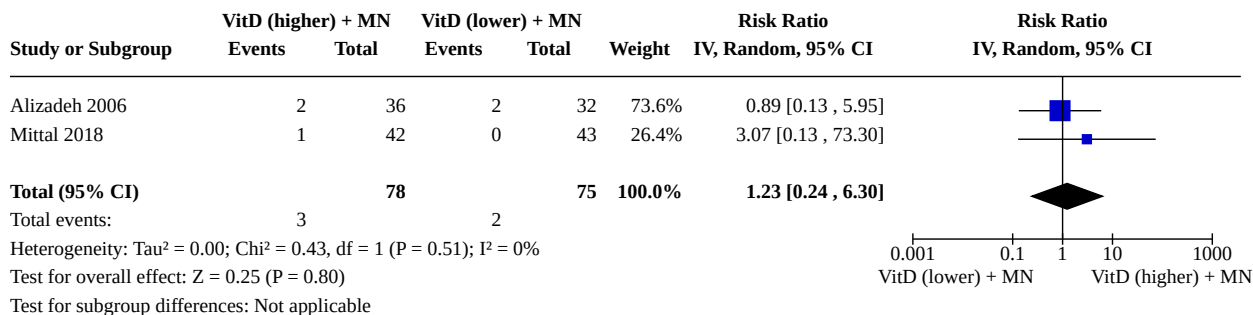 VitD (higher) + MN VitD (lower) + MN Risk Ratio Risk Ratio
Study or Subgroup Events Total Events Total Weight IV, Random, 95% CI IV, Random, 95% CI
Alizadeh 2006 2 36 2 32 73.6% 0.89 [0.13 , 5.95]
Mittal 2018 1 42 0 43 26.4% 3.07 [0.13 , 73.30]
Total (95% CI) 78 75 100.0% 1.23 [0.24 , 6.30]
Total events: 3 2
Heterogeneity: Tau² = 0.00; Chi² = 0.43, df = 1 (P = 0.51); I² = 0%
0.001 0.1 1 10 1000
Test for overall effect: Z = 0.25 (P = 0.80)
VitD (lower) + MN VitD (higher) + MN
Test for subgroup differences: Not applicable